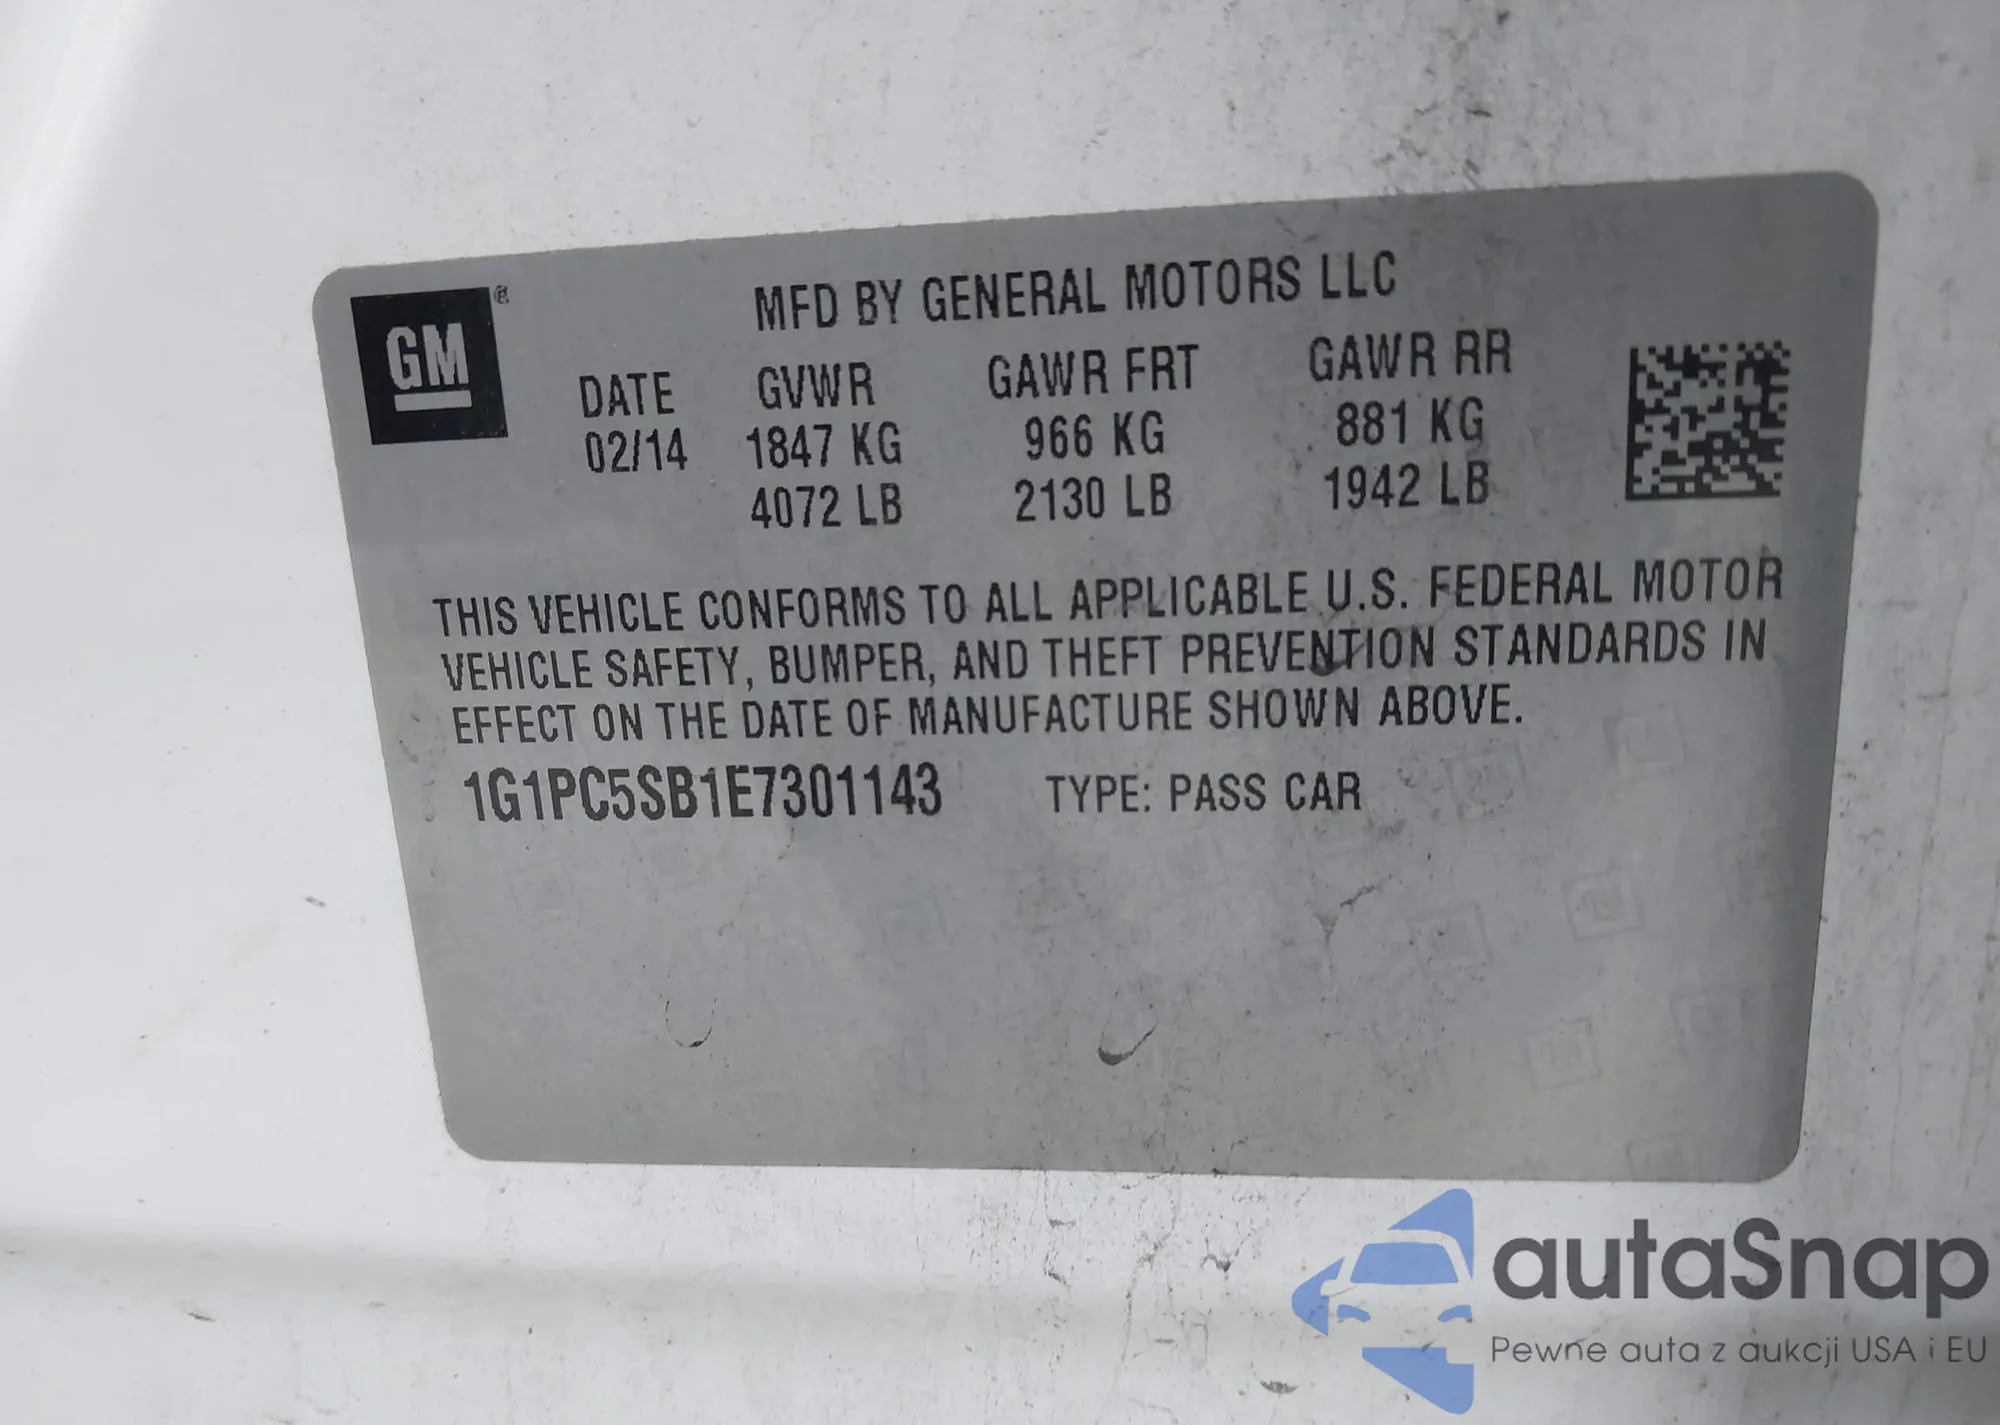 GM
MFD BY GENERAL MOTORS LLC
DATE GVWR GAWR FRT GAWR RR
02/14 1847 KG 966 KG 881 KG
4072 LB 2130 LB 1942 LB
THIS VEHICLE CONFORMS TO ALL APPLICABLE U.S. FEDERAL MOTOR
VEHICLE SAFETY, BUMPER, AND THEFT PREVENTION STANDARDS IN
EFFECT ON THE DATE OF MANUFACTURE SHOWN ABOVE.
1G1PC5SB1E7301143 TYPE: PASS CAR
autaSnap
Pewne auta z aukcji USA i EU